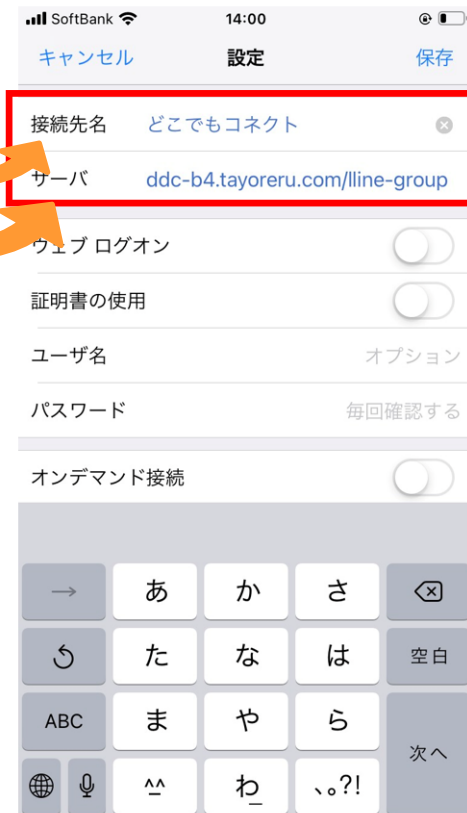 SoftBank 14:00
キャンセル 設定 保存
接続先名 どこでもコネクト
サーバ ddc-b4.tayoreru.com/lline-group
ウェブ ログオン
証明書の使用
ユーザ名 オプション
パスワード 毎回確認する
オンデマンド接続
→ あ か さ
た な は 空白
ABC ま や ら
次へ
^^ わ_ 、。?!